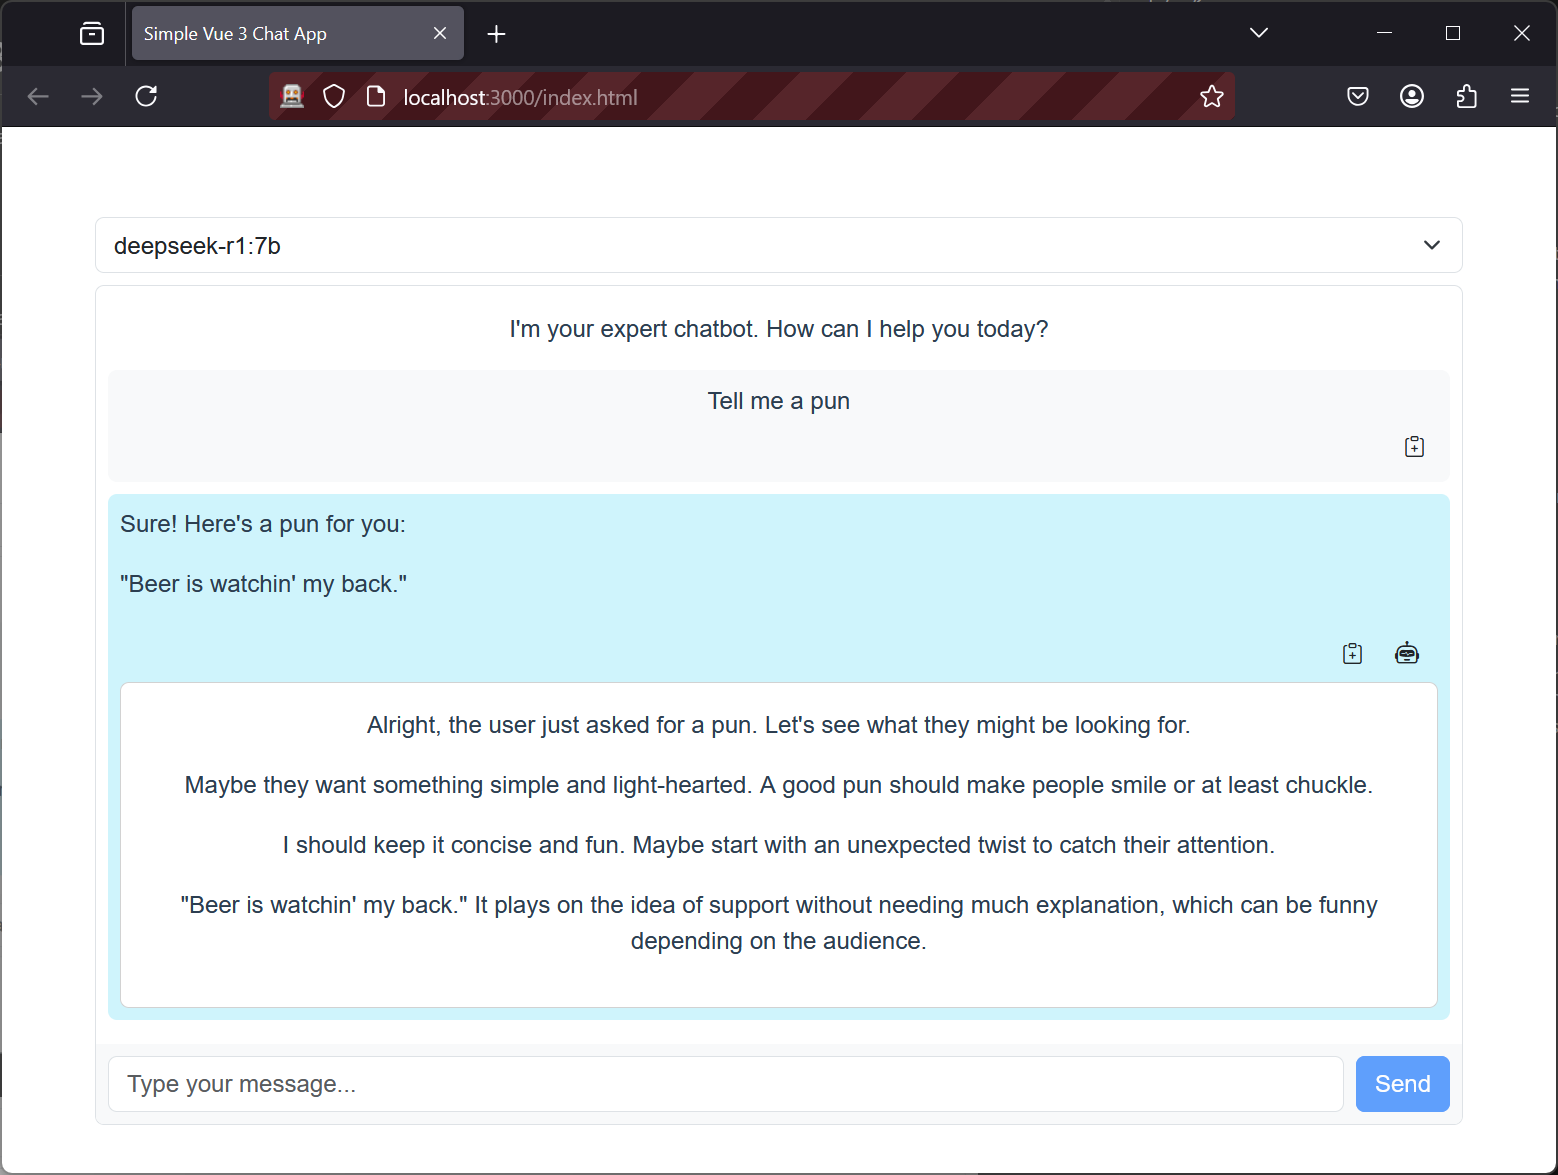 Simple Vue 3 Chat App
localhost:3000/index.html
deepseek-r1:7b
I'm your expert chatbot. How can I help you today?
Tell me a pun
Sure! Here's a pun for you:
"Beer is watchin' my back."
Alright, the user just asked for a pun. Let's see what they might be looking for.
Maybe they want something simple and light-hearted. A good pun should make people smile or at least chuckle.
I should keep it concise and fun. Maybe start with an unexpected twist to catch their attention.
"Beer is watchin' my back." It plays on the idea of support without needing much explanation, which can be funny
depending on the audience.
Type your message...
Send